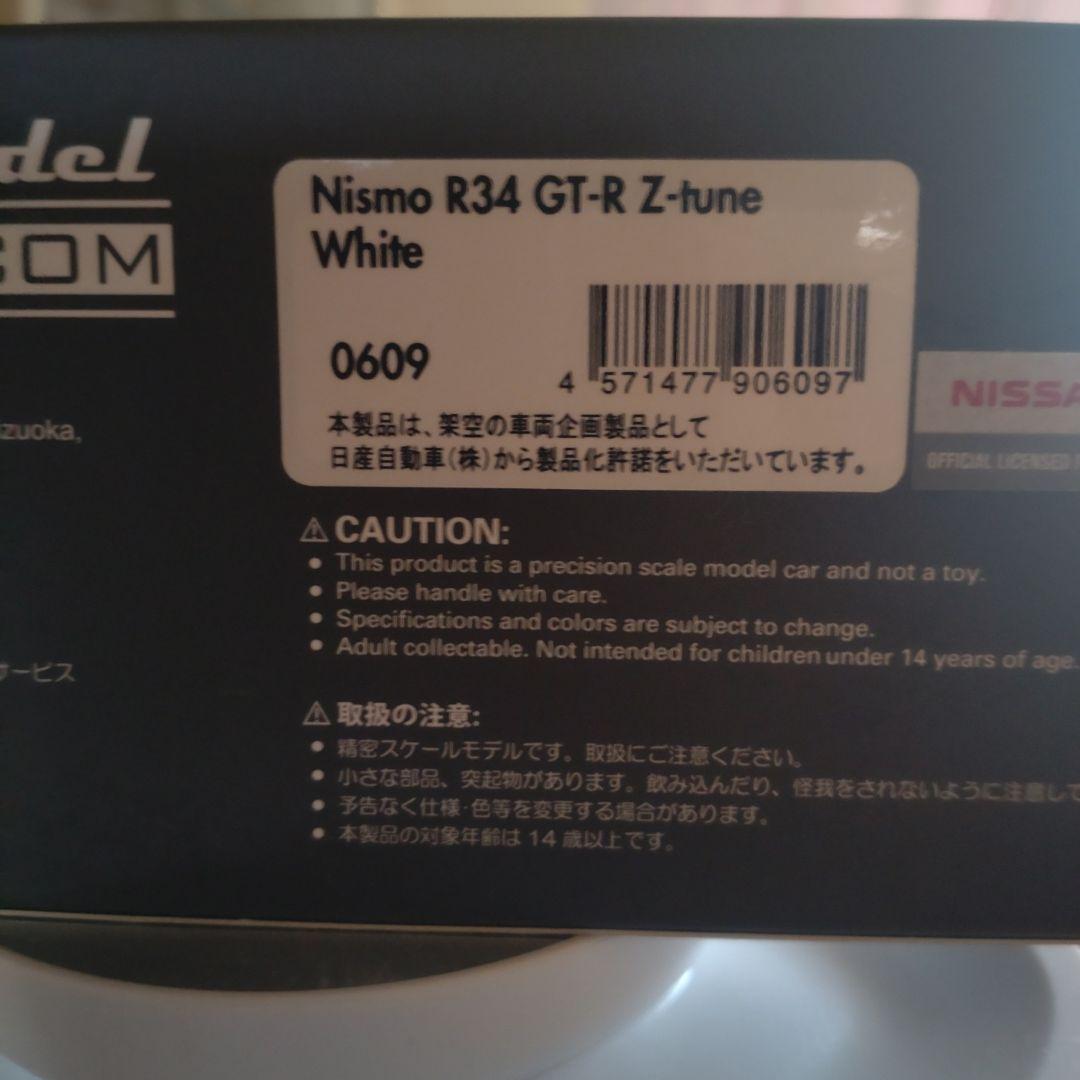 del
COM
Nismo R34 GT-R Z-tune
White
0609
4 571477 906097
本製品は、架空の車両企画製品として
日産自動車(株)から製品化許諾をいただいています。
NISSA
OFFICIAL LICENSED
izuoka,
⚠ CAUTION:
• This product is a precision scale model car and not a toy.
• Please handle with care.
• Specifications and colors are subject to change.
• Adult collectable. Not intended for children under 14 years of age.
サービス
⚠ 取扱の注意:
• 精密スケールモデルです。取扱にご注意ください。
• 小さな部品、突起物があります。飲み込んだり、怪我をされないように注意して
• 予告なく仕様・色等を変更する場合があります。
• 本製品の対象年齢は 14 歳以上です。